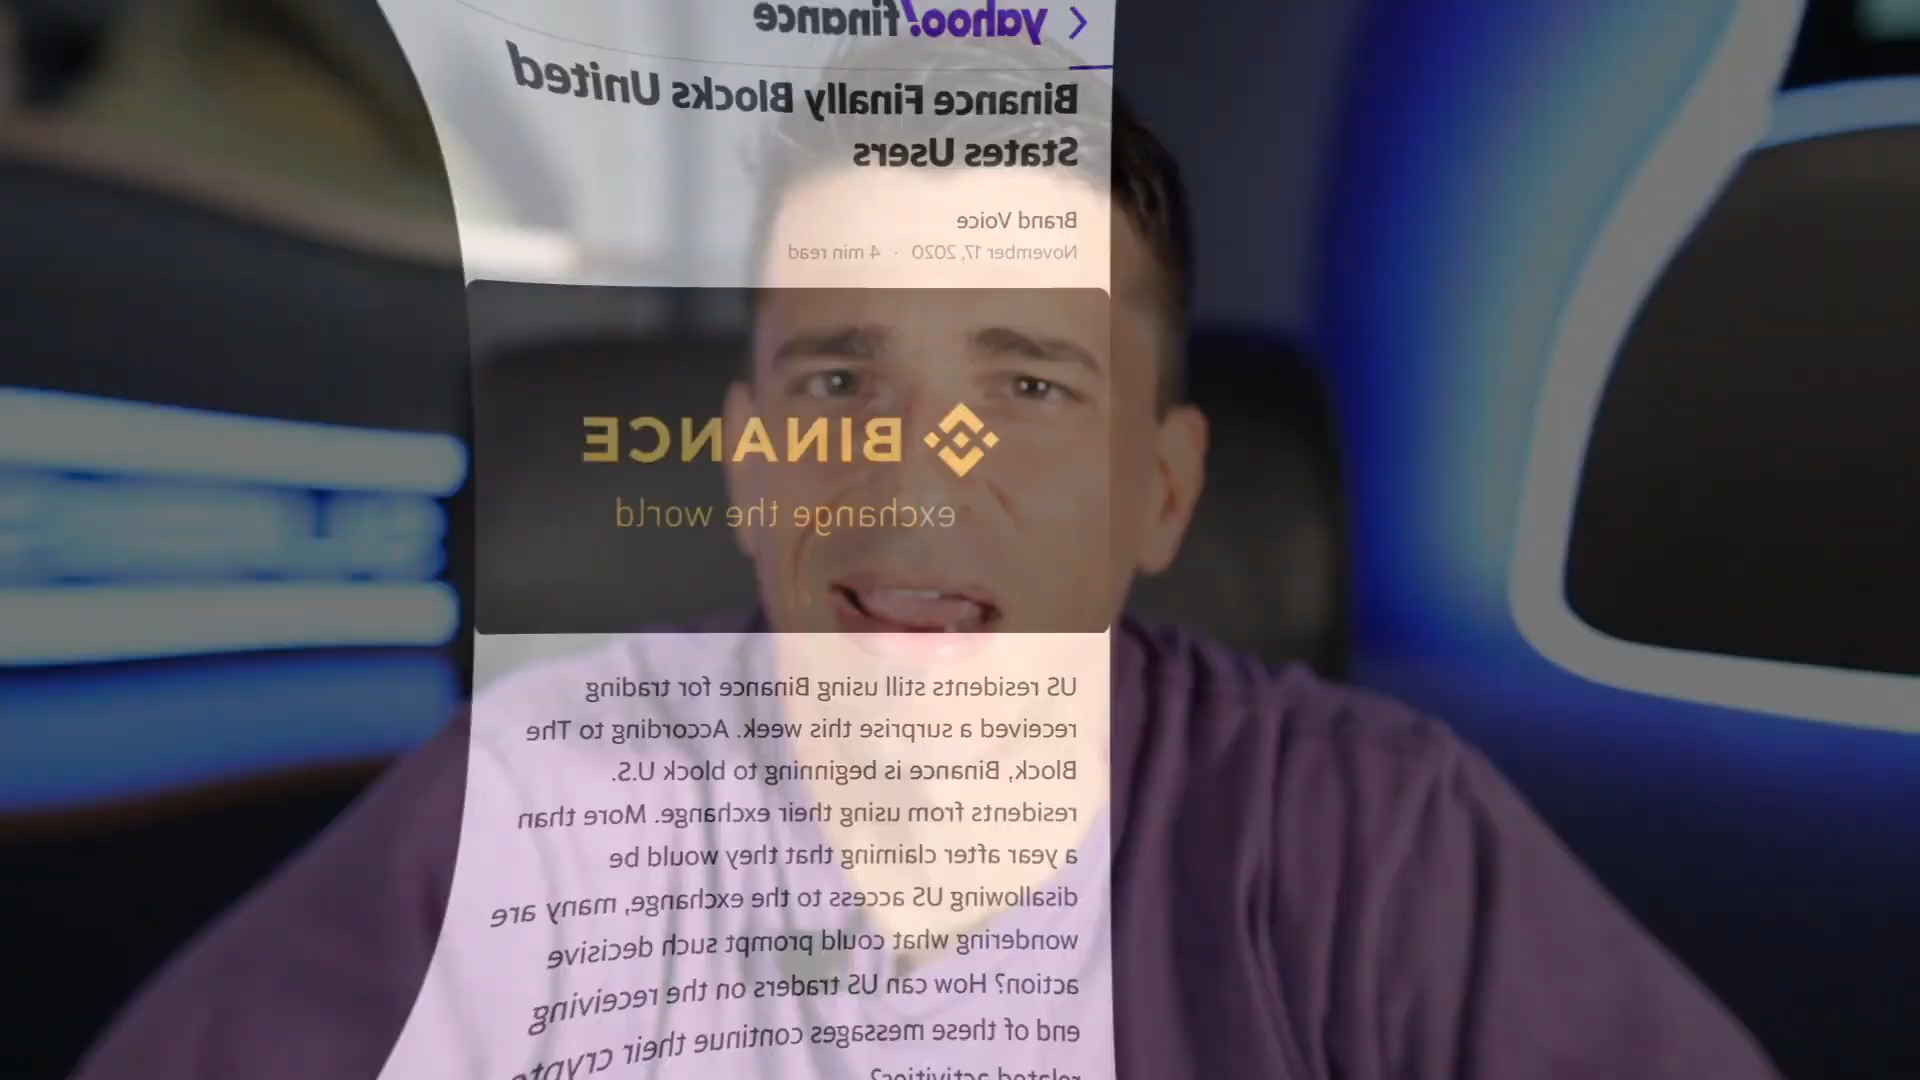 yahoo!finance
Binance Finally Blocks United
States Users
Brand Voice
November 17, 2020 · 4 min read
BINANCE
exchange the world
US residents still using Binance for trading
received a surprise this week. According to The
Block, Binance is beginning to block U.S.
residents from using their exchange. More than
a year after claiming that they would be
disallowing US access to the exchange, many are
wondering what could prompt such decisive
action? How can US traders on the receiving
end of these messages continue their crypto
related activities?